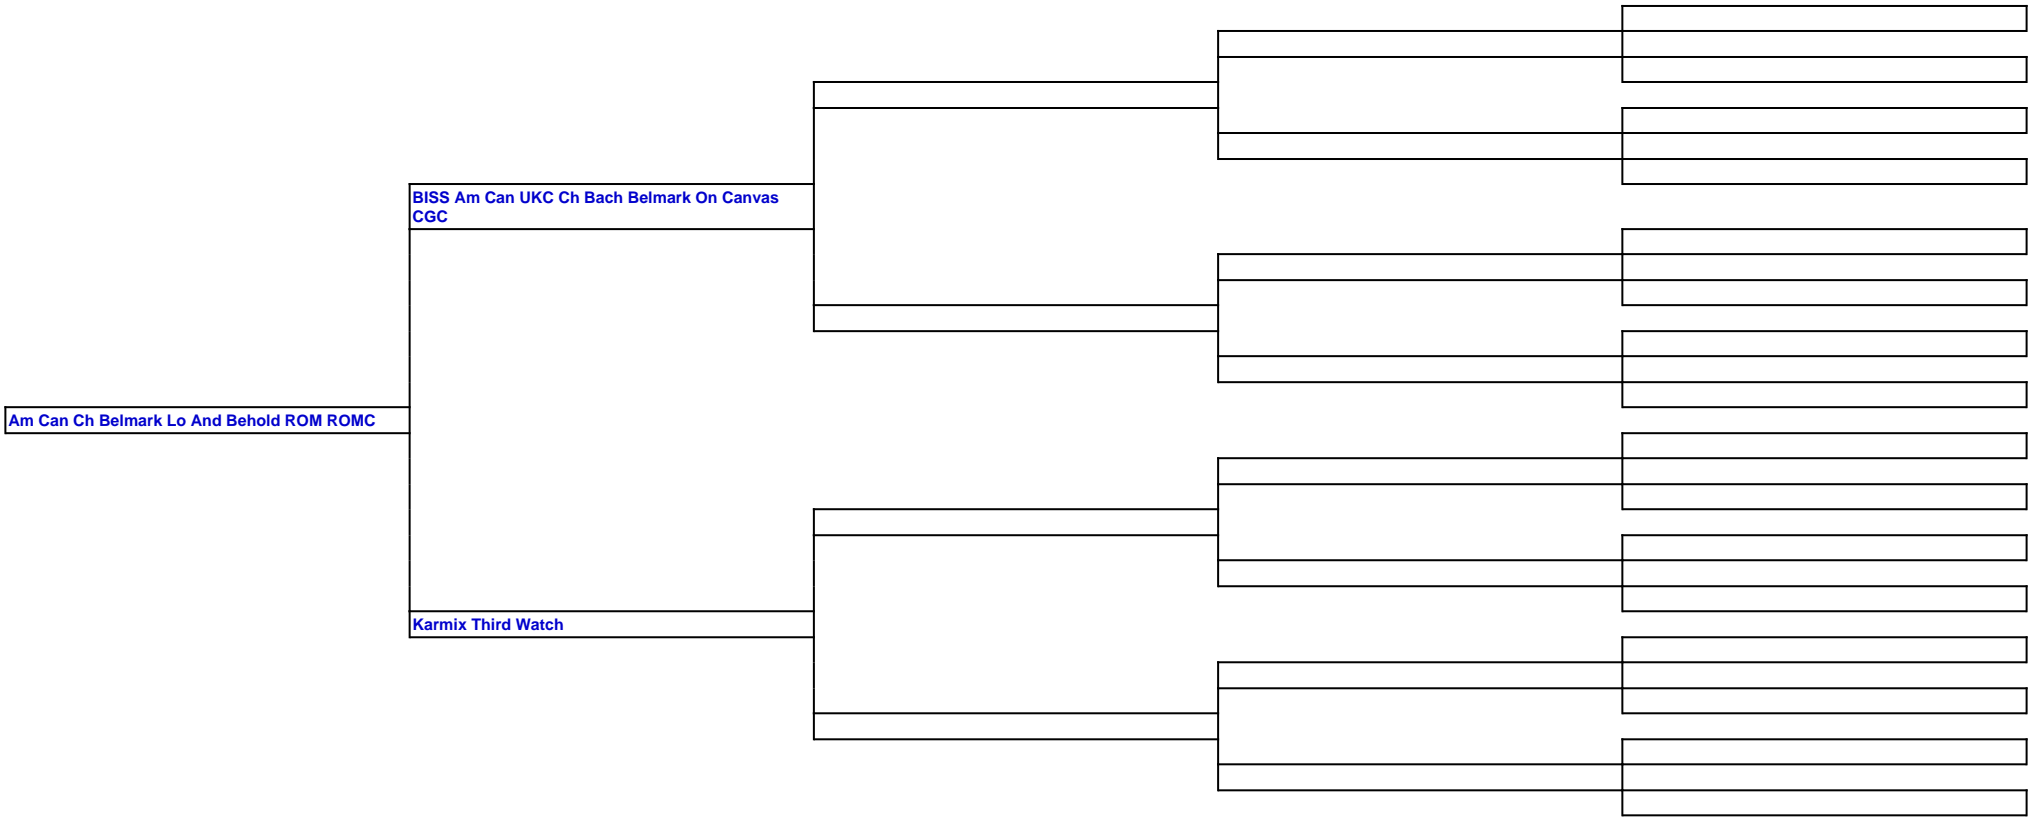 BISS Am Can UKC Ch Bach Belmark On Canvas
CGC
Am Can Ch Belmark Lo And Behold ROM ROMC
Karmix Third Watch